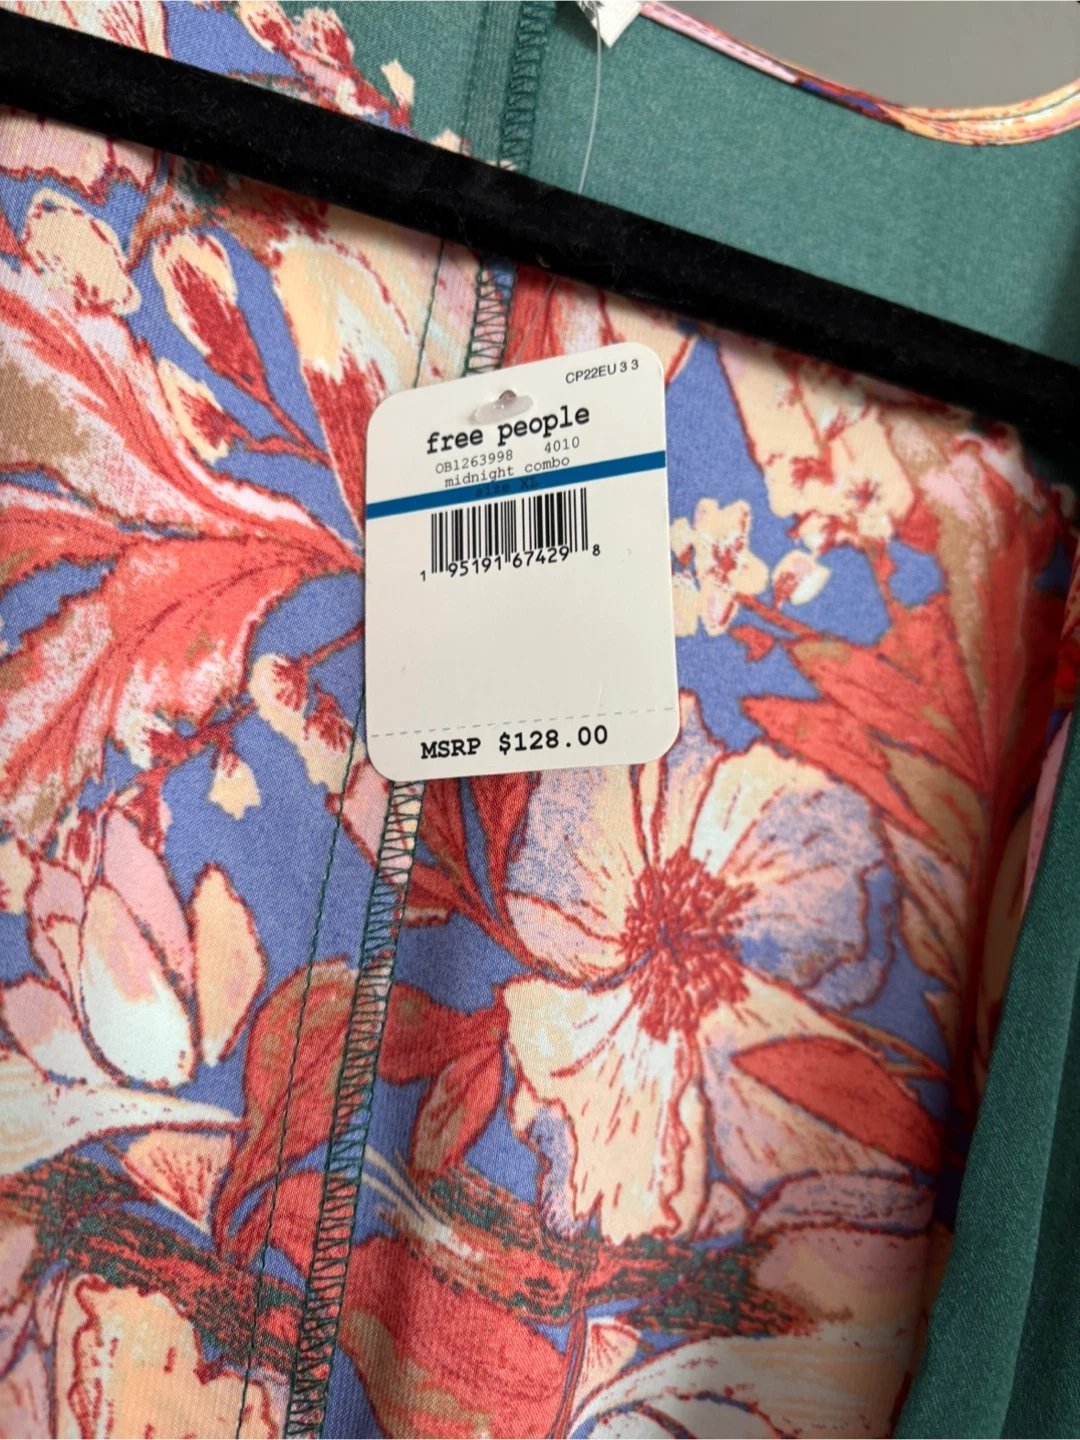 CP22EU 3 3
free people
OB1263998 4010
midnight combo
size XL
1 95191 67429 8
MSRP $128.00